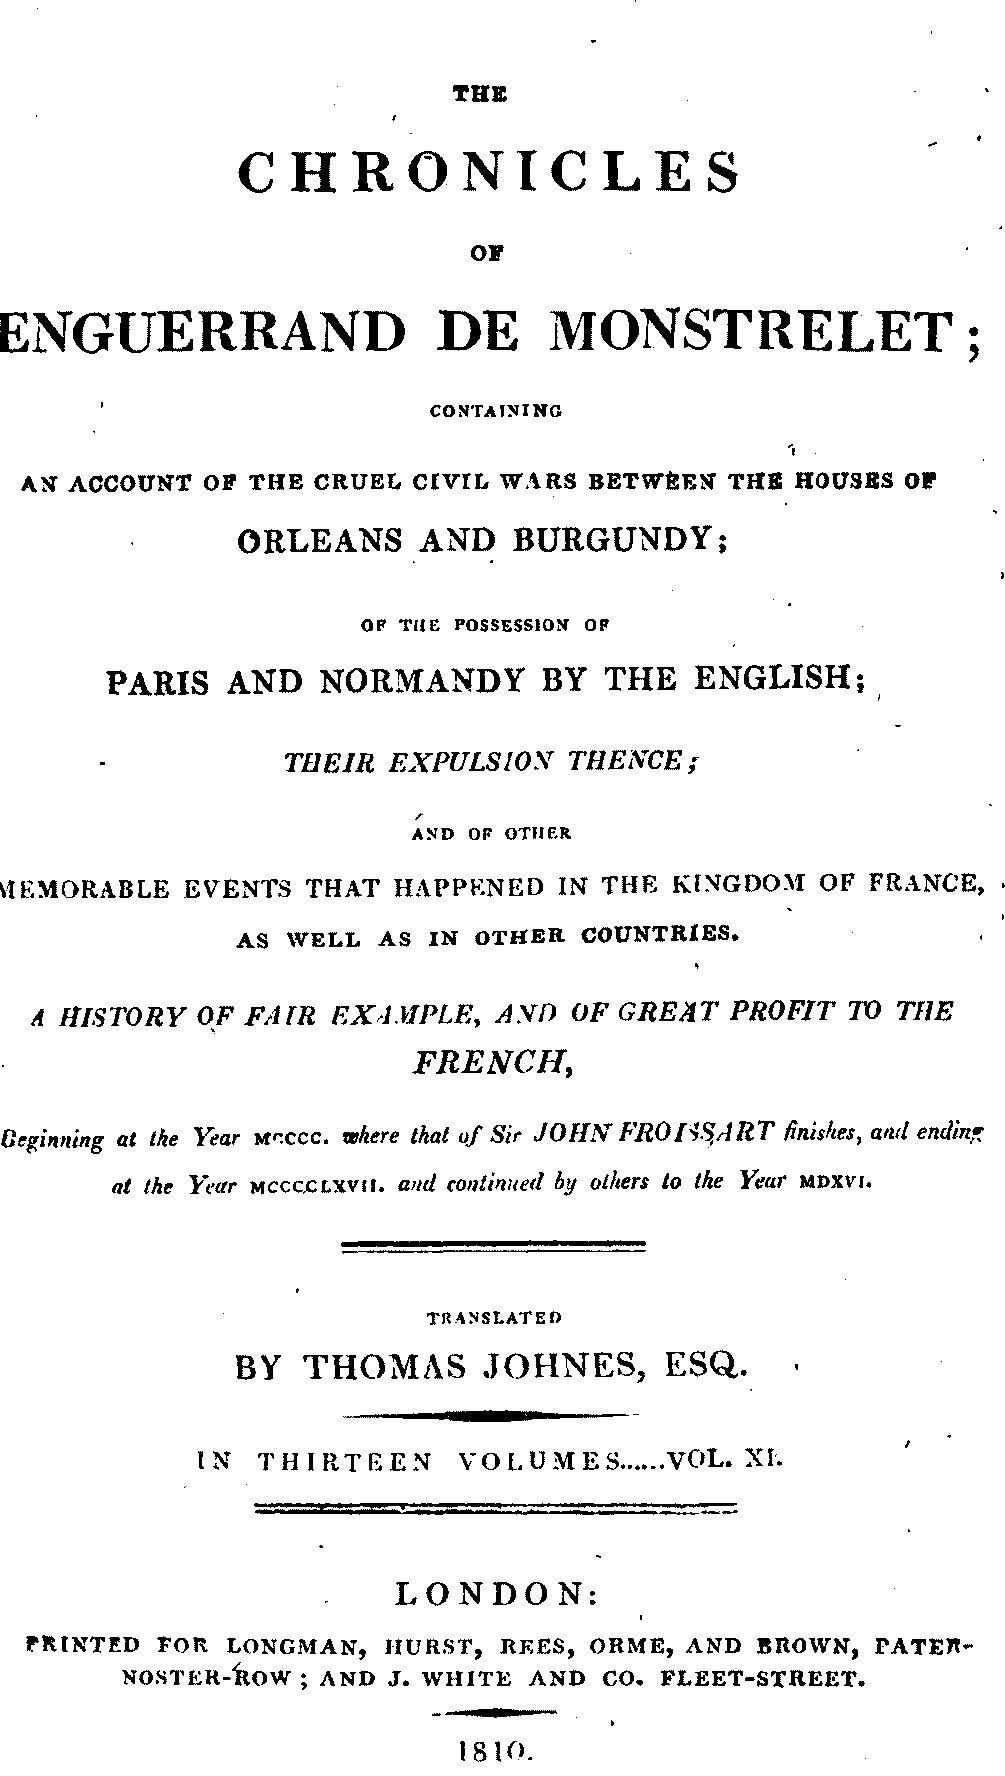 THE
CHRONICLES
OF
ENGUERRAND DE MONSTRELET;
CONTAINING
AN ACCOUNT OF THE CRUEL CIVIL WARS BETWEEN THE HOUSES OF
ORLEANS AND BURGUNDY;
OF THE POSSESSION OF
PARIS AND NORMANDY BY THE ENGLISH;
THEIR EXPULSION THENCE;
AND OF OTHER
MEMORABLE EVENTS THAT HAPPENED IN THE KINGDOM OF FRANCE,
AS WELL AS IN OTHER COUNTRIES.
A HISTORY OF FAIR EXAMPLE, AND OF GREAT PROFIT TO THE
FRENCH,
Beginning at the Year MCCCC. where that of Sir JOHN FROISSART finishes, and ending
at the Year MCCCCLXVII. and continued by others to the Year MDXVI.
TRANSLATED
BY THOMAS JOHNES, ESQ.
IN THIRTEEN VOLUMES......VOL. XI.
LONDON:
PRINTED FOR LONGMAN, HURST, REES, ORME, AND BROWN, PATER-
NOSTER-ROW; AND J. WHITE AND CO. FLEET-STREET.
1810.